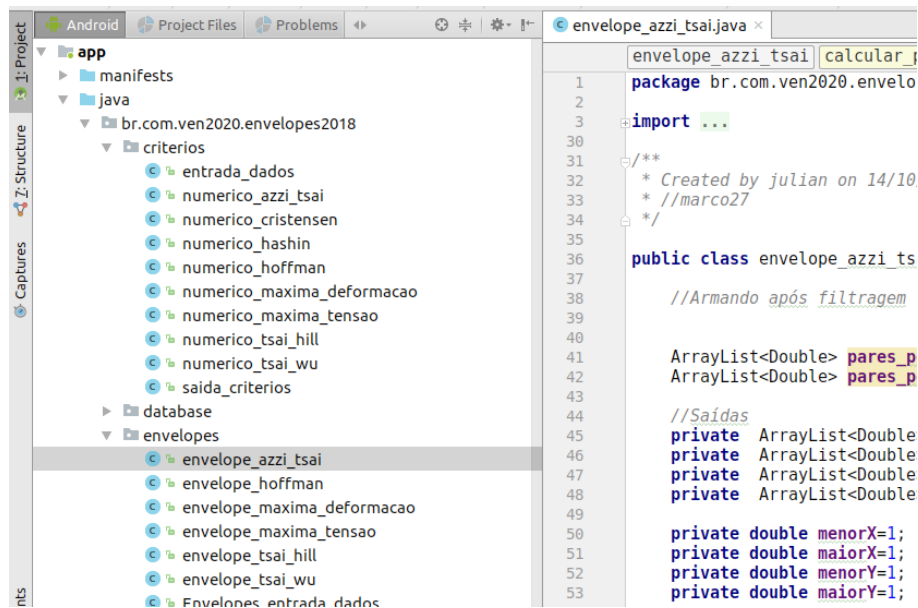 Android Project Files Problems
1: Project
7: Structure
Captures
nts
app
manifests
java
br.com.ven2020.envelopes2018
criterios
entrada_dados
numerico_azzi_tsai
numerico_cristensen
numerico_hashin
numerico_hoffman
numerico_maxima_deformacao
numerico_maxima_tensao
numerico_tsai_hill
numerico_tsai_wu
saida_criterios
database
envelopes
envelope_azzi_tsai
envelope_hoffman
envelope_maxima_deformacao
envelope_maxima_tensao
envelope_tsai_hill
envelope_tsai_wu
Envelopes_entrada_dados
envelope_azzi_tsai.java
envelope_azzi_tsai calcular_p
1 package br.com.ven2020.envelo
2
3 import ...
30
31 /**
32 * Created by julian on 14/10
33 * //marco27
34 */
35
36 public class envelope_azzi_ts
37
38 //Armando após filtragem
39
40
41 ArrayList<Double> pares_p
42 ArrayList<Double> pares_p
43
44 //Saídas
45 private ArrayList<Double>
46 private ArrayList<Double>
47 private ArrayList<Double>
48 private ArrayList<Double>
49
50 private double menorX=1;
51 private double maiorX=1;
52 private double menorY=1;
53 private double maiorY=1;